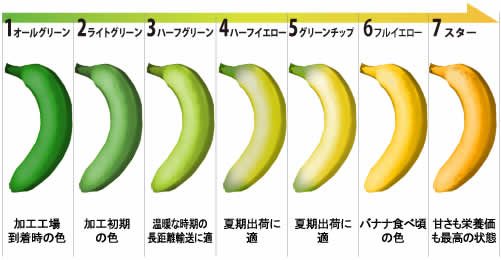 1オールグリーン
2ライトグリーン
3ハーフグリーン
4ハーフイエロー
5グリーンチップ
6フルイエロー
7スター
加工工場
到着時の色
加工初期
の色
温暖な時期の
長距離輸送に適
夏期出荷に
適
夏期出荷に
適
バナナ食べ頃
の色
甘さも栄養価
も最高の状態